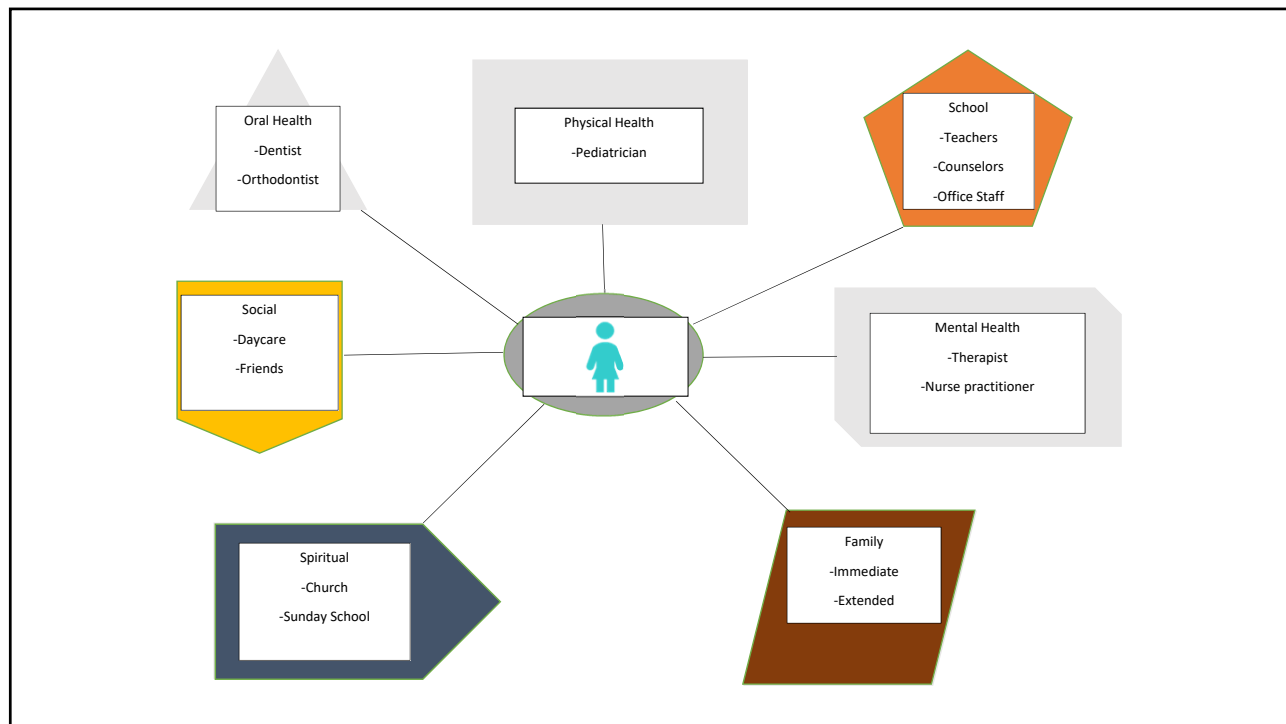 Oral Health
-Dentist
-Orthodontist
Physical Health
-Pediatrician
School
-Teachers
-Counselors
-Office Staff
Social
-Daycare
-Friends
Mental Health
-Therapist
-Nurse practitioner
Spiritual
-Church
-Sunday School
Family
-Immediate
-Extended